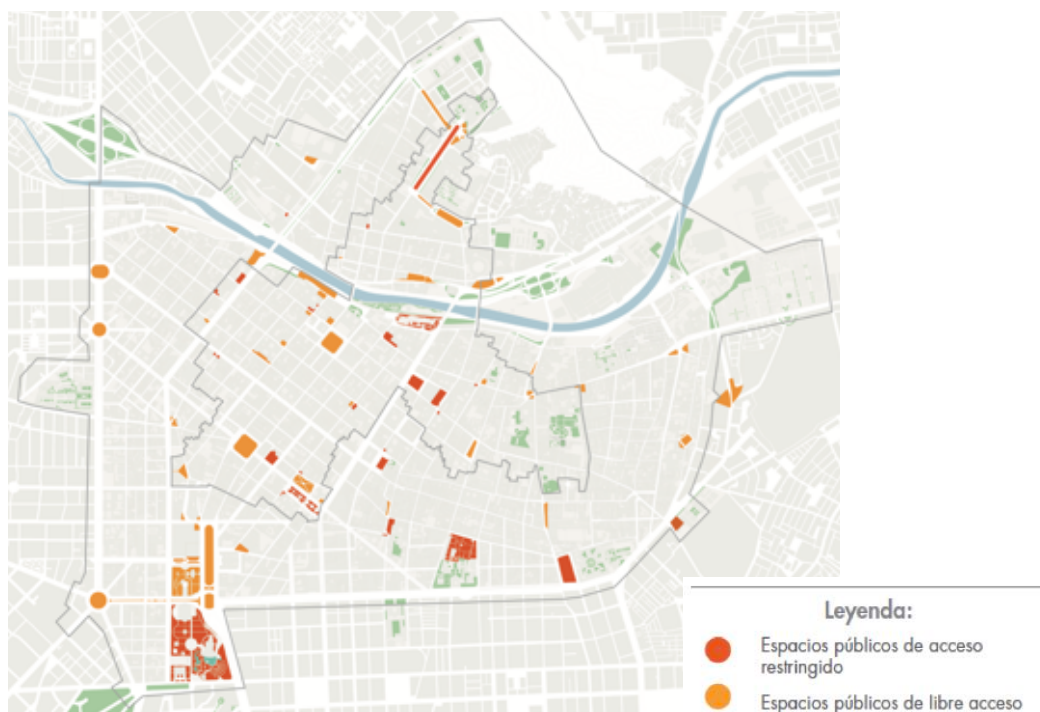 Leyenda:
Espacios públicos de acceso
restringido
Espacios públicos de libre acceso